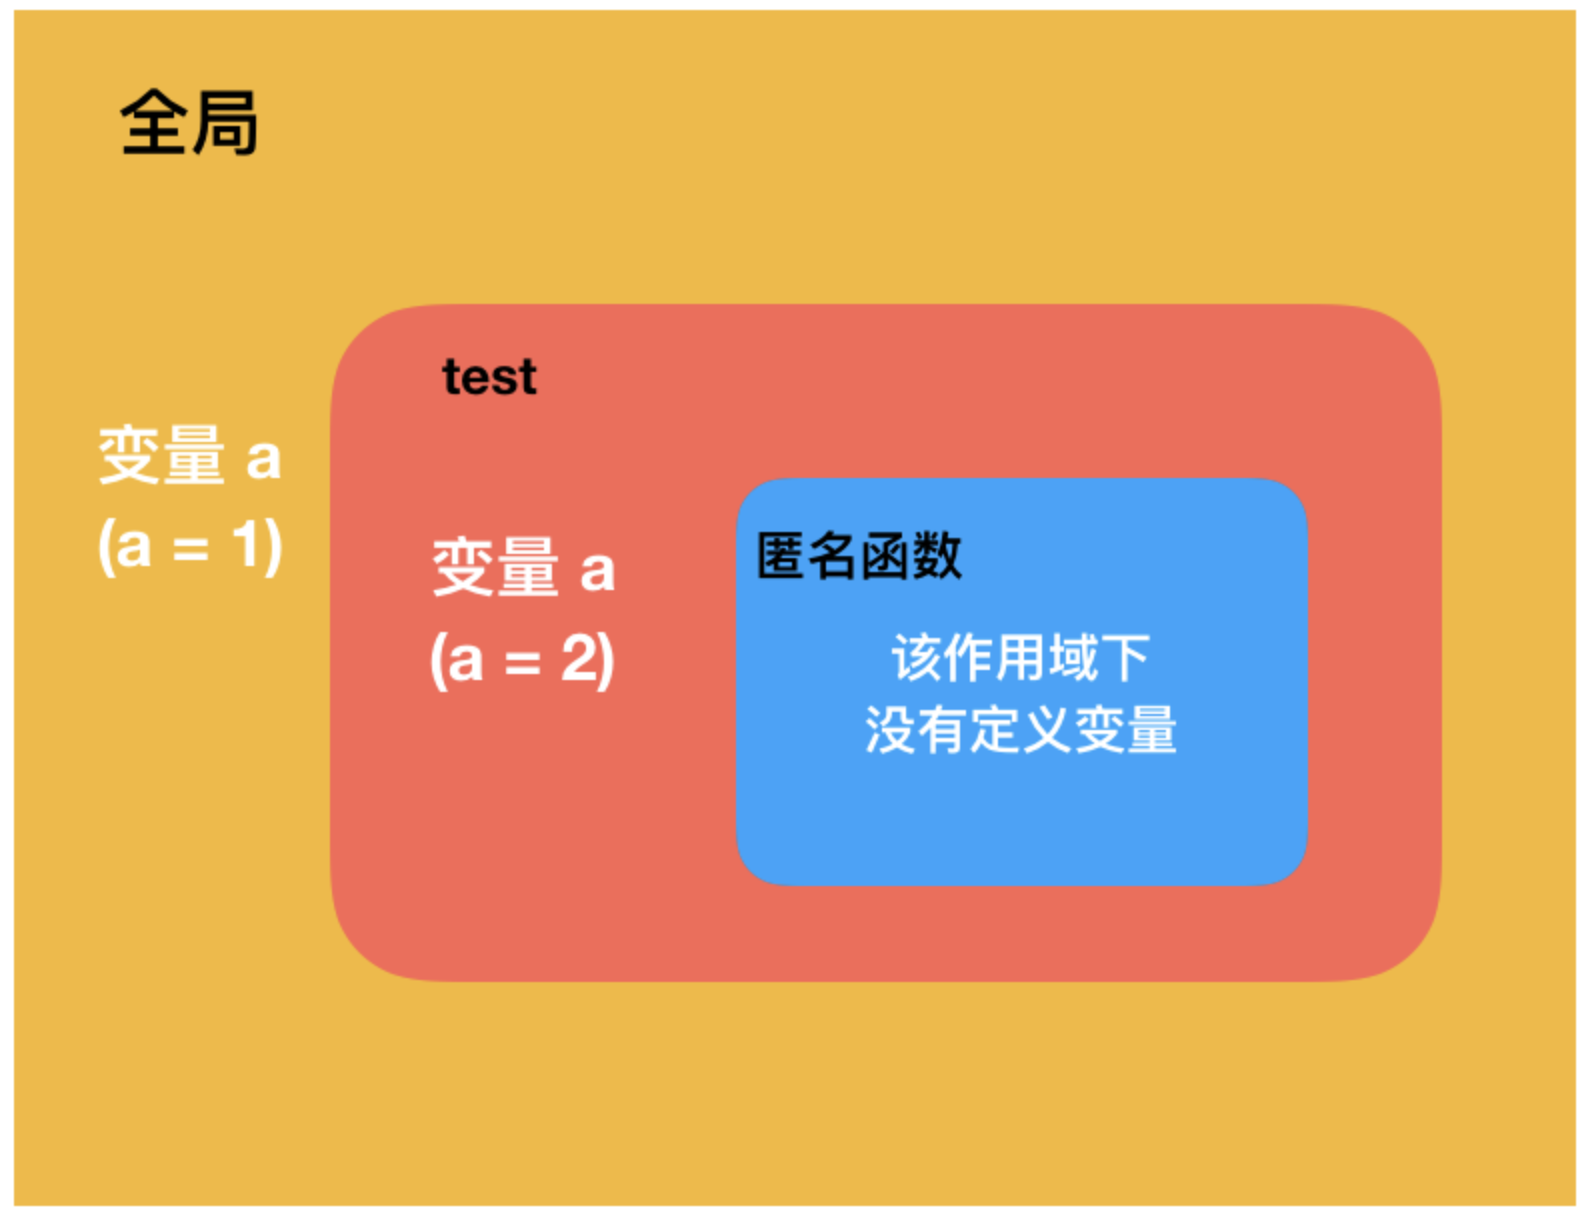 全局
变量 a
(a = 1)
test
变量 a
(a = 2)
匿名函数
该作用域下
没有定义变量